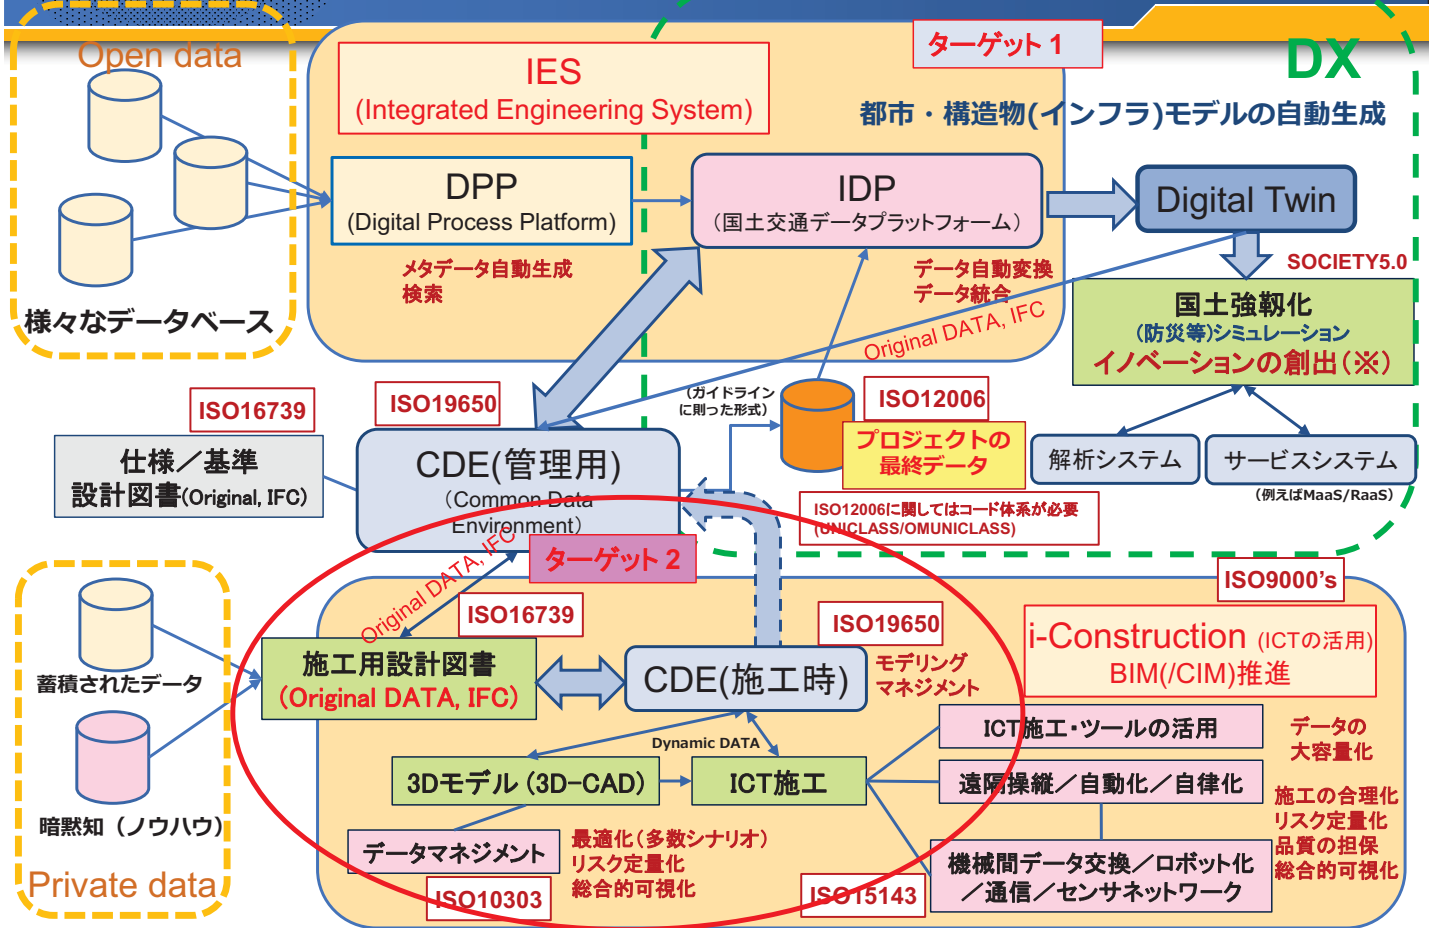 Open data
様々なデータベース
IES
(Integrated Engineering System)
ターゲット 1
DX
都市・構造物(インフラ)モデルの自動生成
DPP
(Digital Process Platform)
IDP
（国土交通データプラットフォーム）
Digital Twin
メタデータ自動生成
検索
データ自動変換
データ統合
Original DATA, IFC
SOCIETY5.0
国土強靱化
(防災等)シミュレーション
イノベーションの創出(※)
ISO16739
ISO19650
（ガイドライン
に則った形式）
ISO12006
仕様／基準
設計図書(Original, IFC)
CDE(管理用)
（Common Data
Environment）
プロジェクトの
最終データ
解析システム
サービスシステム
（例えばMaaS/RaaS）
ISO12006に関してはコード体系が必要
(UNICLASS/OMUNICLASS)
Original DATA, IFC
ターゲット 2
ISO9000's
ISO16739
ISO19650
i-Construction (ICTの活用)
BIM(/CIM)推進
蓄積されたデータ
施工用設計図書
(Original DATA, IFC)
CDE(施工時)
モデリング
マネジメント
Dynamic DATA
ICT施工・ツールの活用
データの
大容量化
3Dモデル (3D-CAD)
ICT施工
遠隔操縦／自動化／自律化
施工の合理化
リスク定量化
品質の担保
総合的可視化
暗黙知（ノウハウ）
データマネジメント
最適化(多数シナリオ)
リスク定量化
総合的可視化
機械間データ交換／ロボット化
／通信／センサネットワーク
Private data
ISO10303
ISO15143